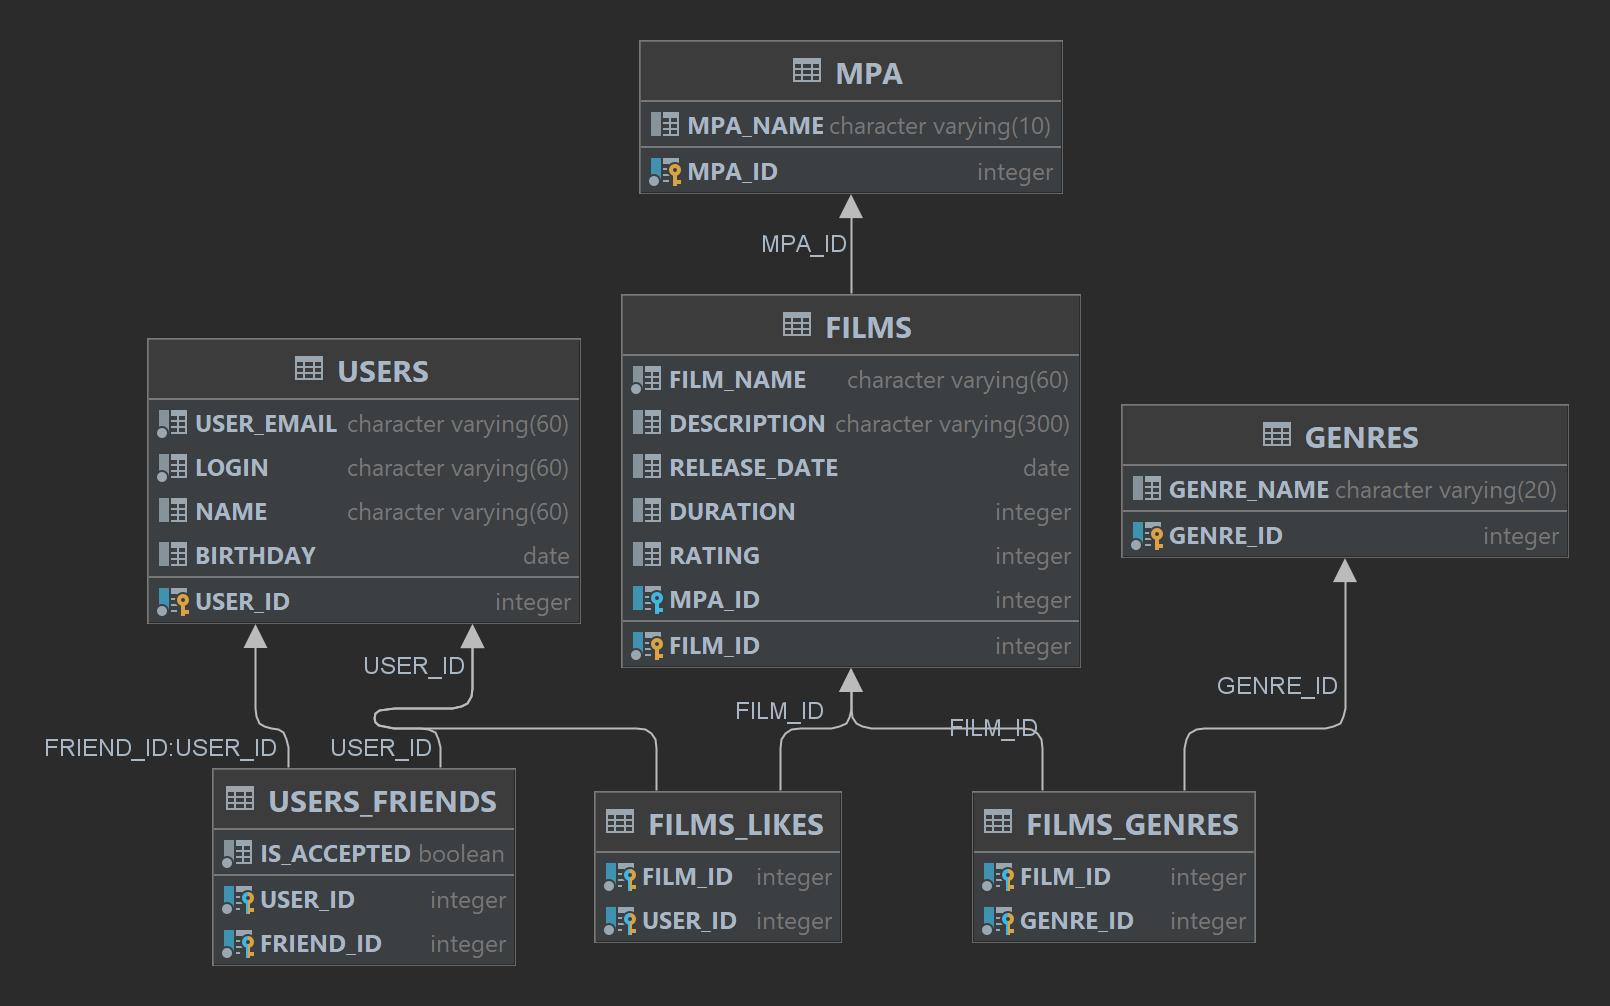 MPA
MPA_NAME character varying(10)
MPA_ID integer
MPA_ID
FILMS
FILM_NAME character varying(60)
DESCRIPTION character varying(300)
RELEASE_DATE date
DURATION integer
RATING integer
MPA_ID integer
FILM_ID integer
USERS
USER_EMAIL character varying(60)
LOGIN character varying(60)
NAME character varying(60)
BIRTHDAY date
USER_ID integer
GENRES
GENRE_NAME character varying(20)
GENRE_ID integer
USER_ID
FILM_ID
FILM_ID
GENRE_ID
FRIEND_ID:USER_ID
USER_ID
USERS_FRIENDS
IS_ACCEPTED boolean
USER_ID integer
FRIEND_ID integer
FILMS_LIKES
FILM_ID integer
USER_ID integer
FILMS_GENRES
FILM_ID integer
GENRE_ID integer